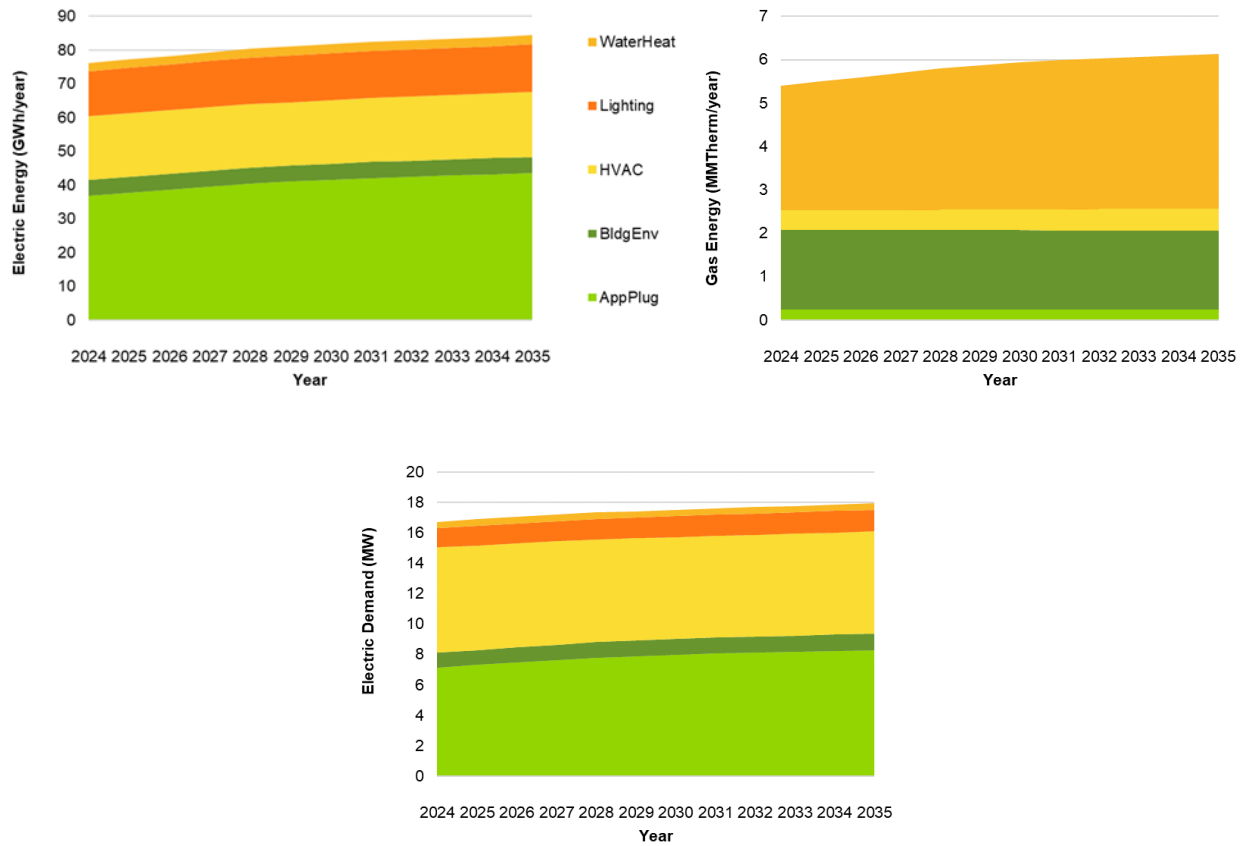 90
80
70
60
50
40
30
20
10
0
Electric Energy (GWh/year)
2024 2025 2026 2027 2028 2029 2030 2031 2032 2033 2034 2035
Year
WaterHeat
Lighting
HVAC
BldgEnv
AppPlug
7
6
5
4
3
2
1
0
Gas Energy (MMTherm/year)
2024 2025 2026 2027 2028 2029 2030 2031 2032 2033 2034 2035
Year
20
18
16
14
12
10
8
6
4
2
0
Electric Demand (MW)
2024 2025 2026 2027 2028 2029 2030 2031 2032 2033 2034 2035
Year